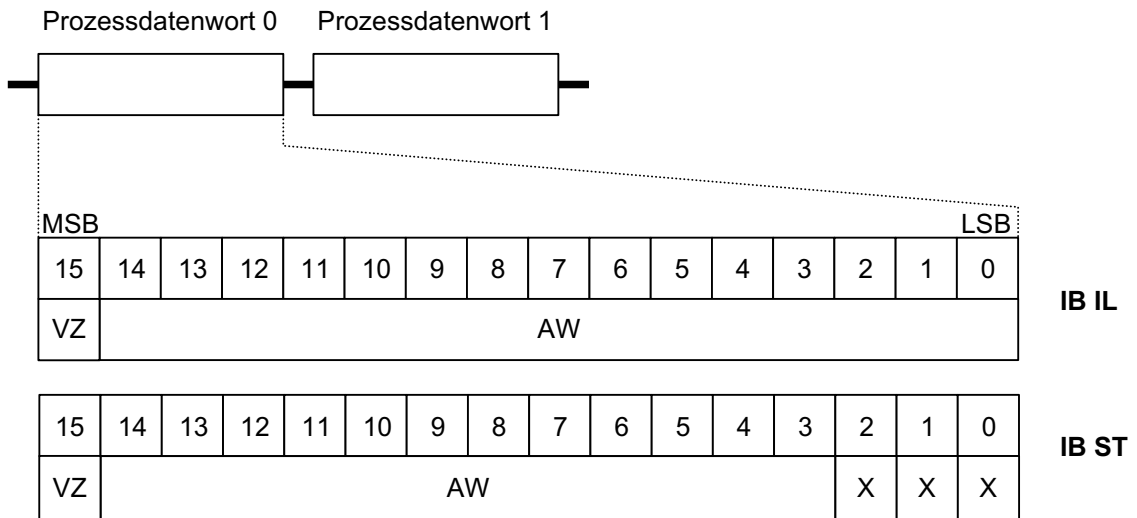 Prozessdatenwort 0 Prozessdatenwort 1
MSB LSB
15 14 13 12 11 10 9 8 7 6 5 4 3 2 1 0
IB IL
VZ AW
15 14 13 12 11 10 9 8 7 6 5 4 3 2 1 0
IB ST
VZ AW X X X